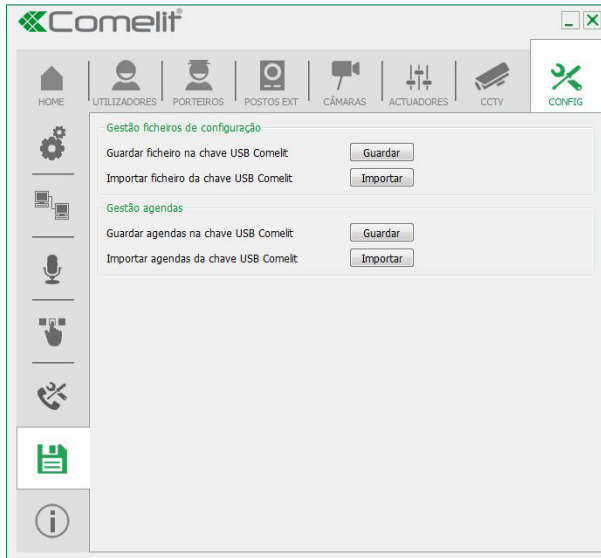 Comelit®
HOME
UTILIZADORES
PORTEIROS
POSTOS EXT
CÂMARAS
ACTUADORES
CCTV
CONFIG
Gestão ficheiros de configuração
Guardar ficheiro na chave USB Comelit Guardar
Importar ficheiro da chave USB Comelit Importar
Gestão agendas
Guardar agendas na chave USB Comelit Guardar
Importar agendas da chave USB Comelit Importar